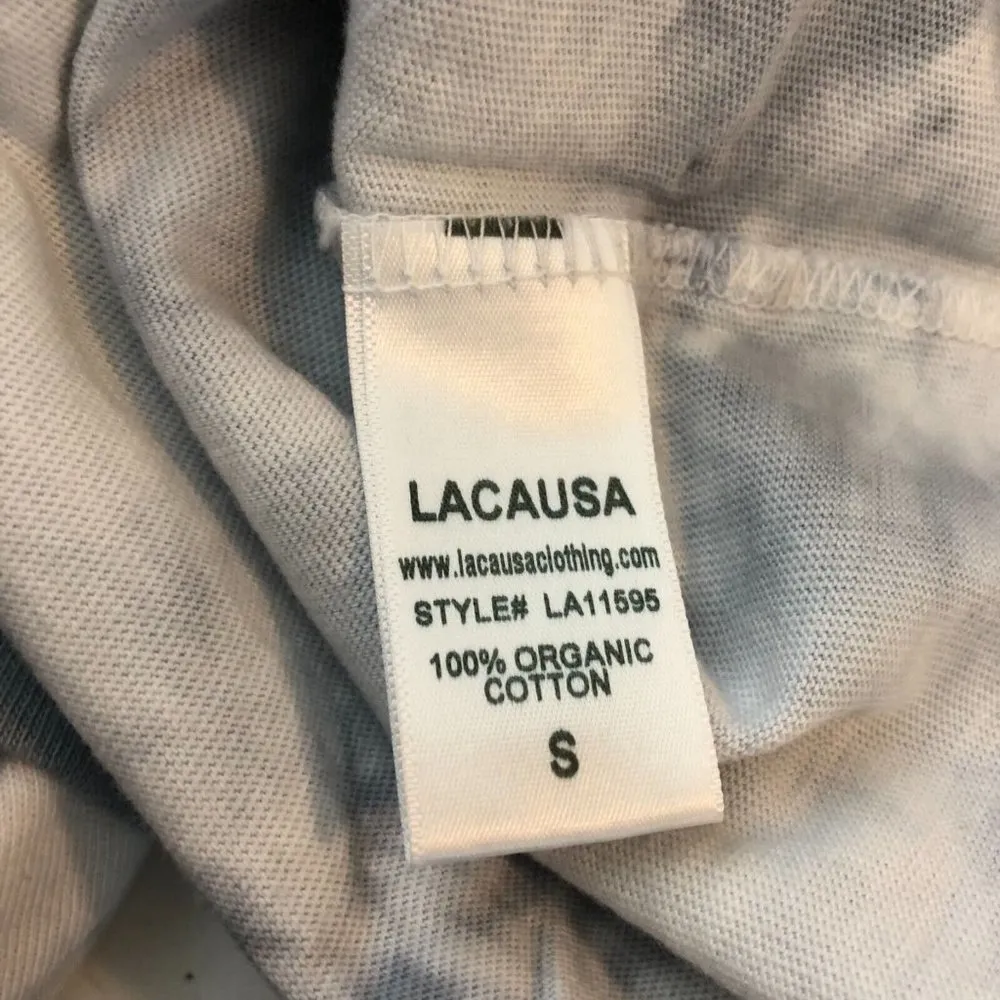 LACAUSA
www.lacausaclothing.com
STYLE# LA11595
100% ORGANIC
COTTON
S